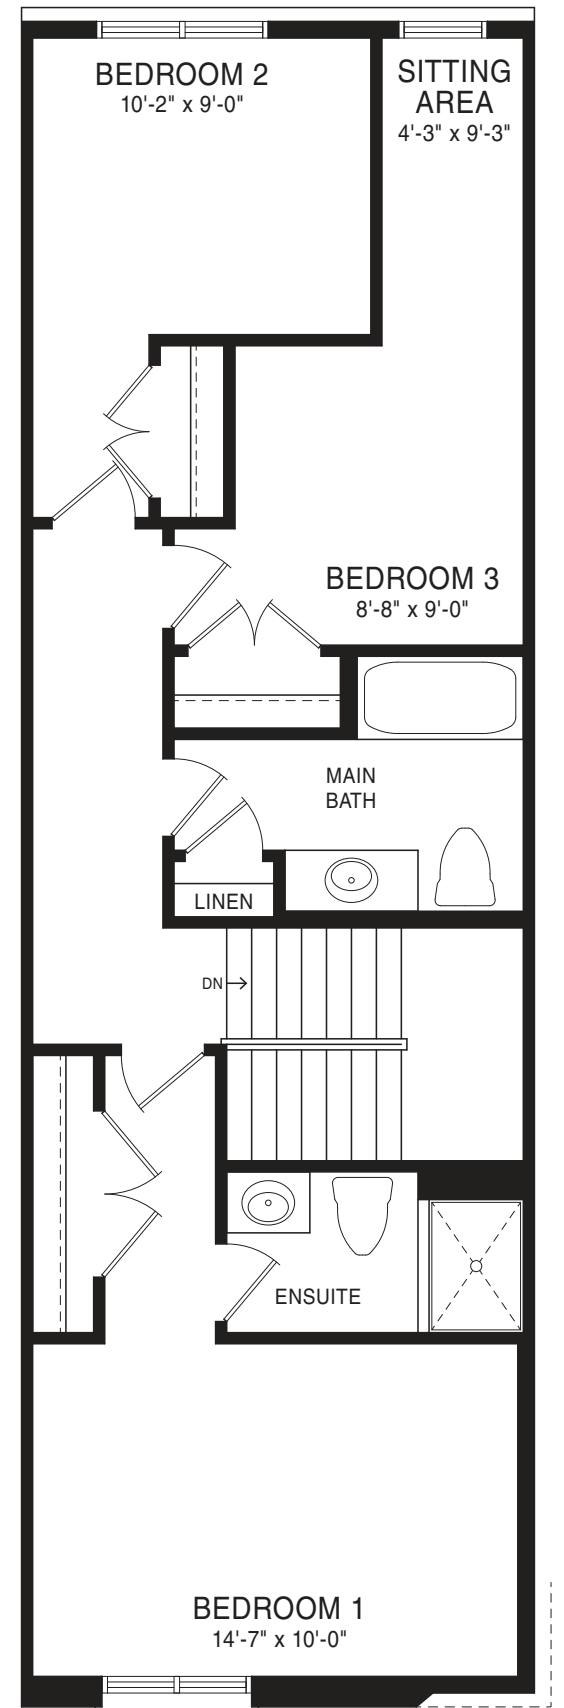 BEDROOM 2
10'-2" x 9'-0"
SITTING
AREA
4'-3" x 9'-3"
BEDROOM 3
8'-8" x 9'-0"
MAIN
BATH
LINEN
DN
ENSUITE
BEDROOM 1
14'-7" x 10'-0"